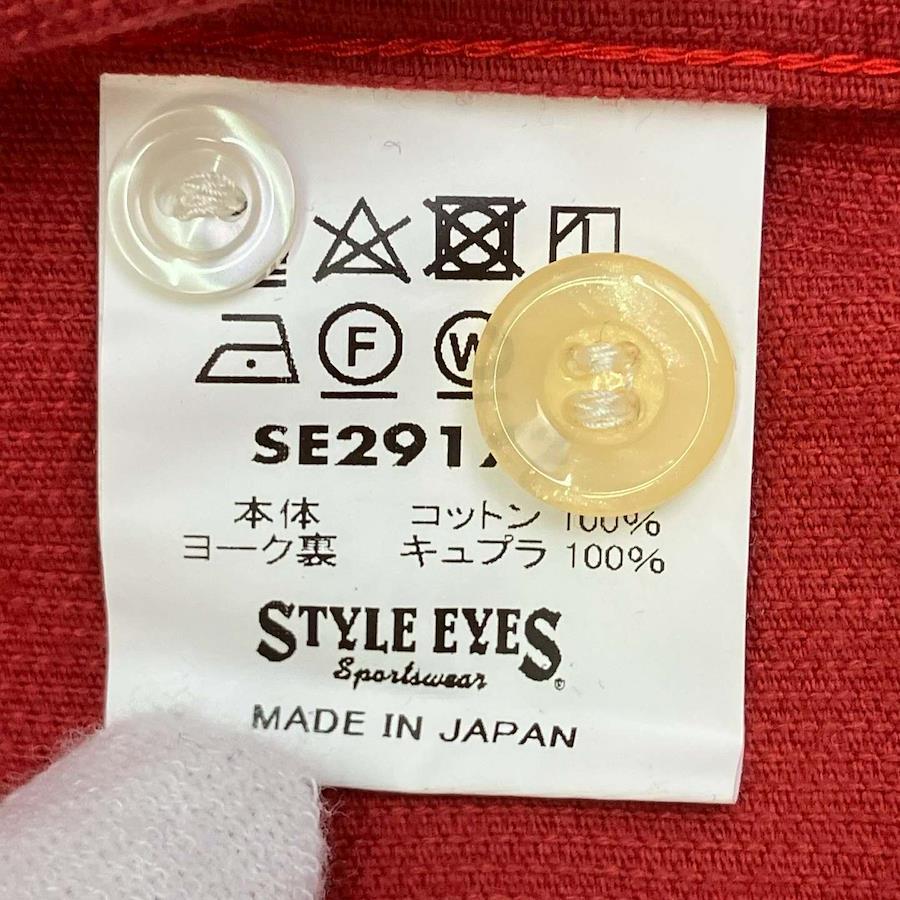 F W
SE291
本体 コットン 100%
ヨーク裏 キュプラ 100%
STYLE EYES
Sportswear ®
MADE IN JAPAN